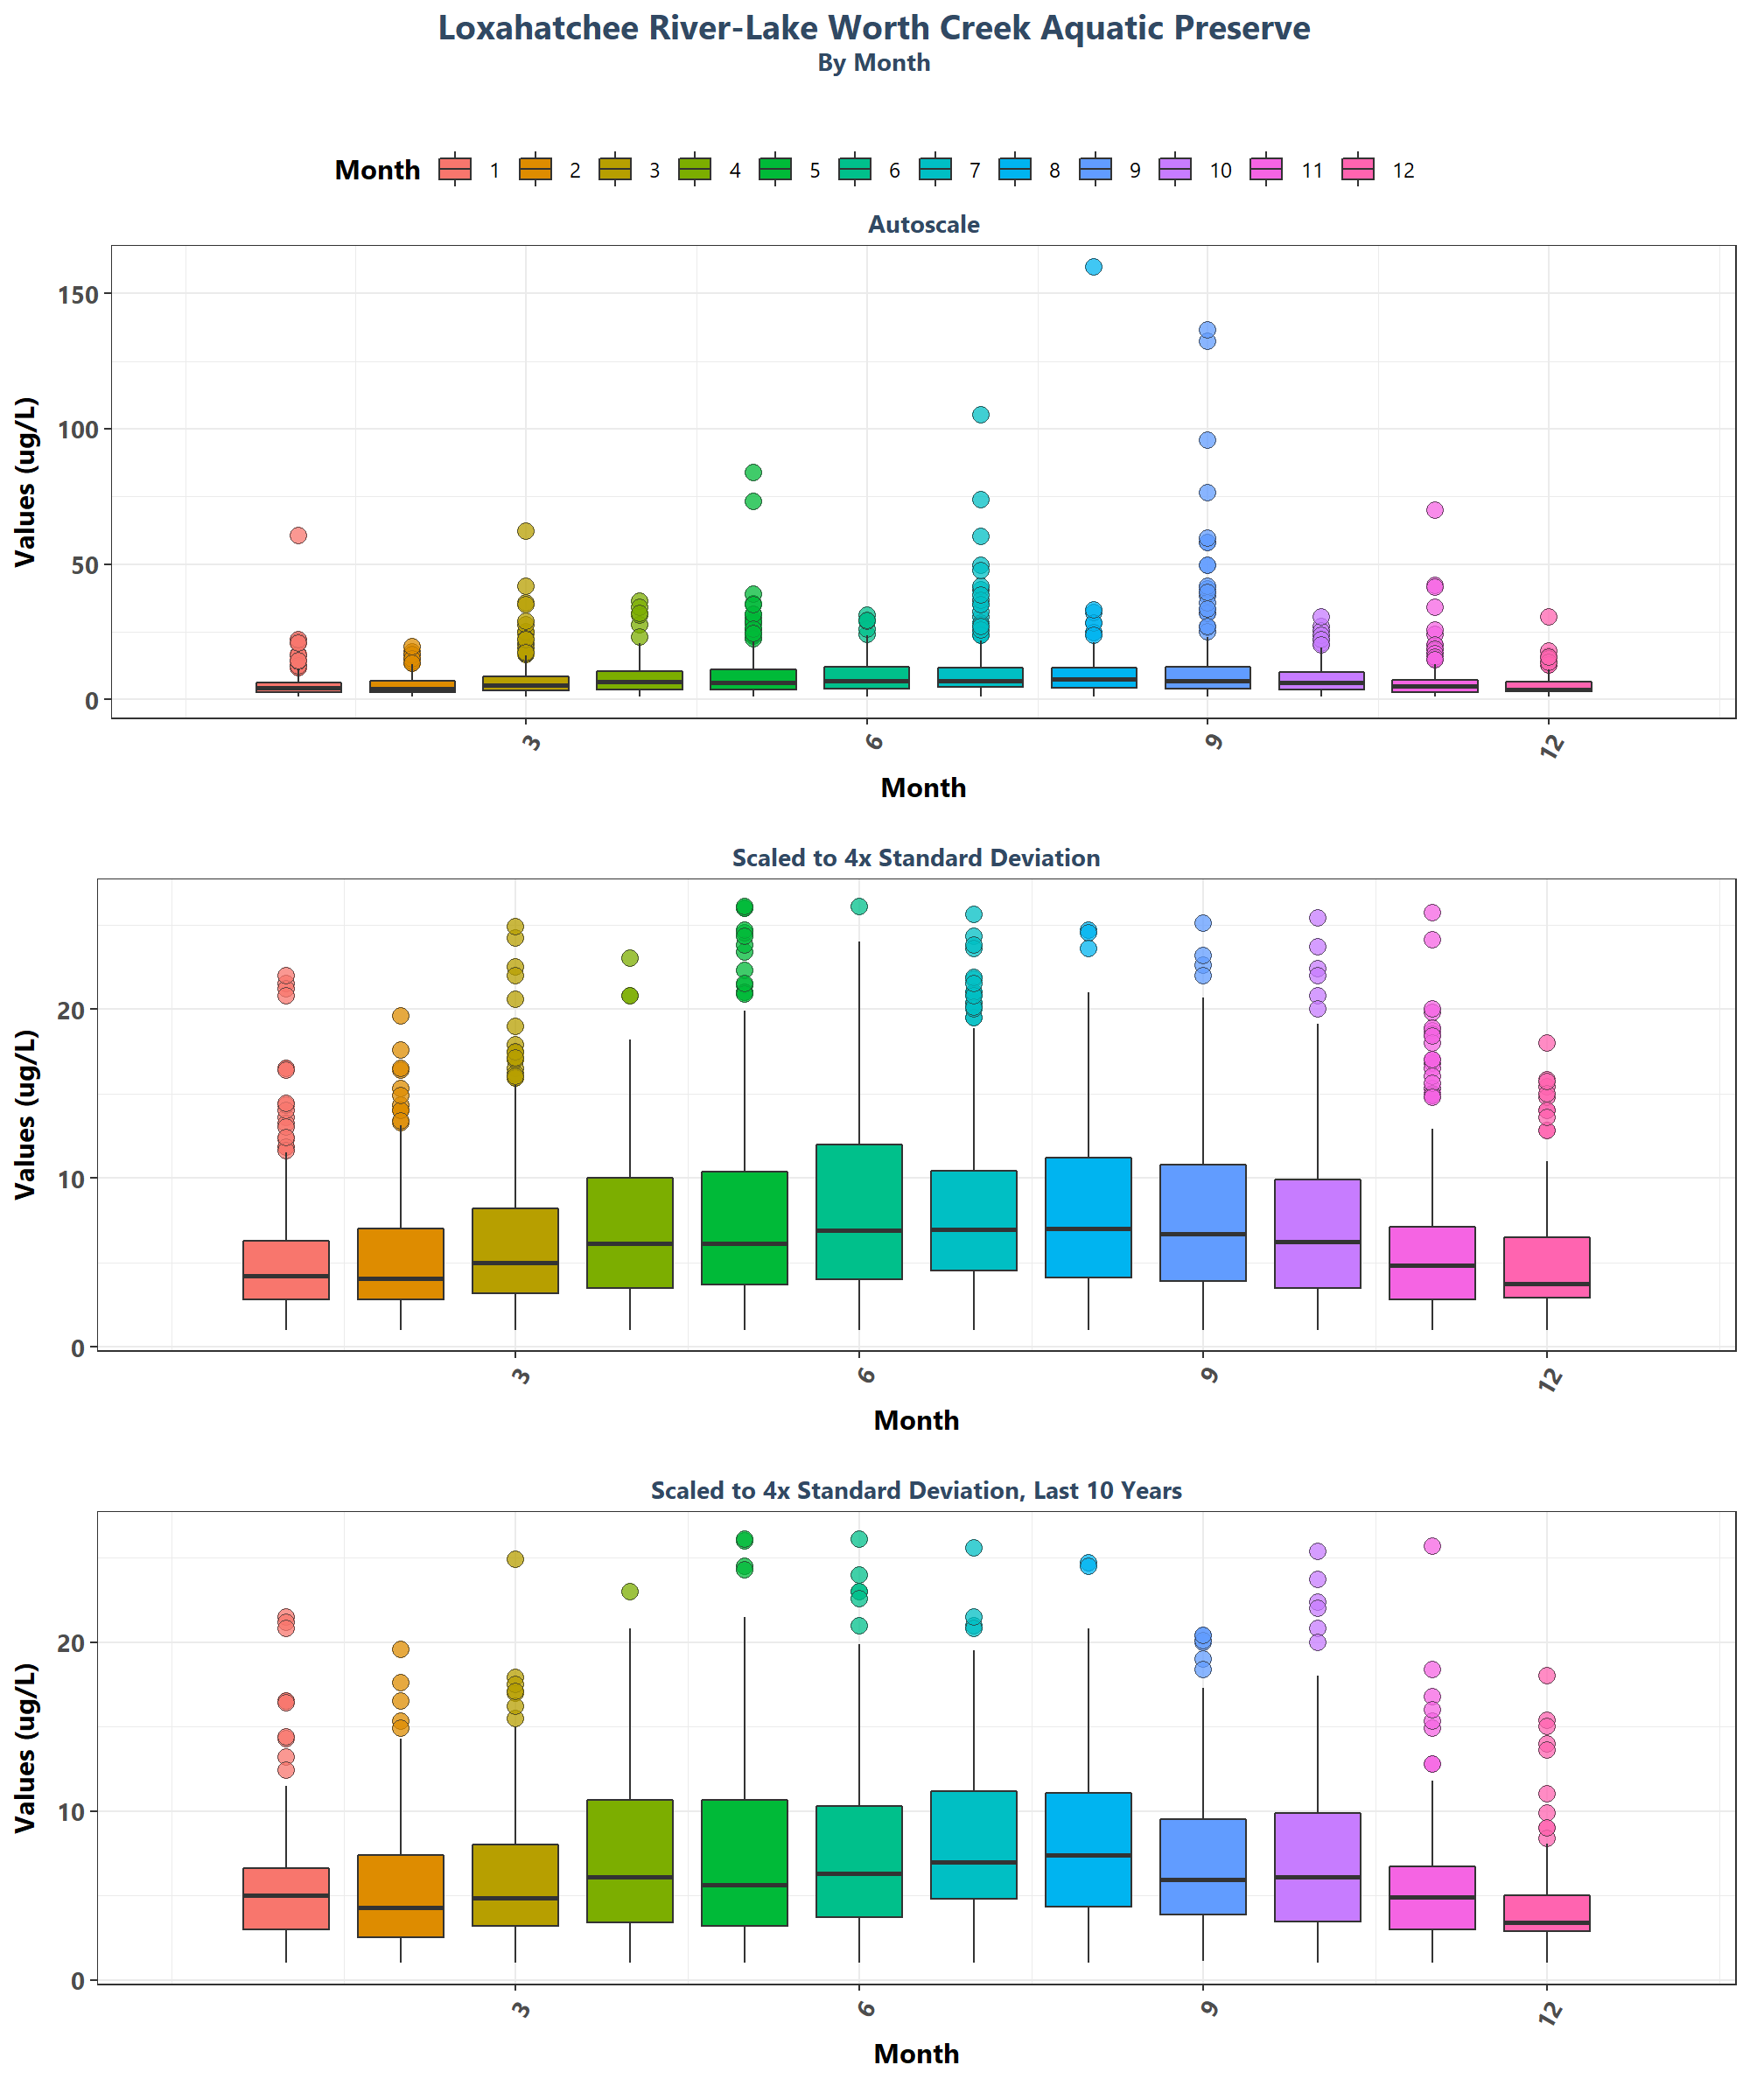 Loxahatchee River-Lake Worth Creek Aquatic Preserve
By Month
Month 1 2 3 4 5 6 7 8 9 10 11 12
Autoscale
Values (ug/L)
150
100
50
0
3 6 9 12
Month
Scaled to 4x Standard Deviation
Values (ug/L)
20
10
0
3 6 9 12
Month
Scaled to 4x Standard Deviation, Last 10 Years
Values (ug/L)
20
10
0
3 6 9 12
Month